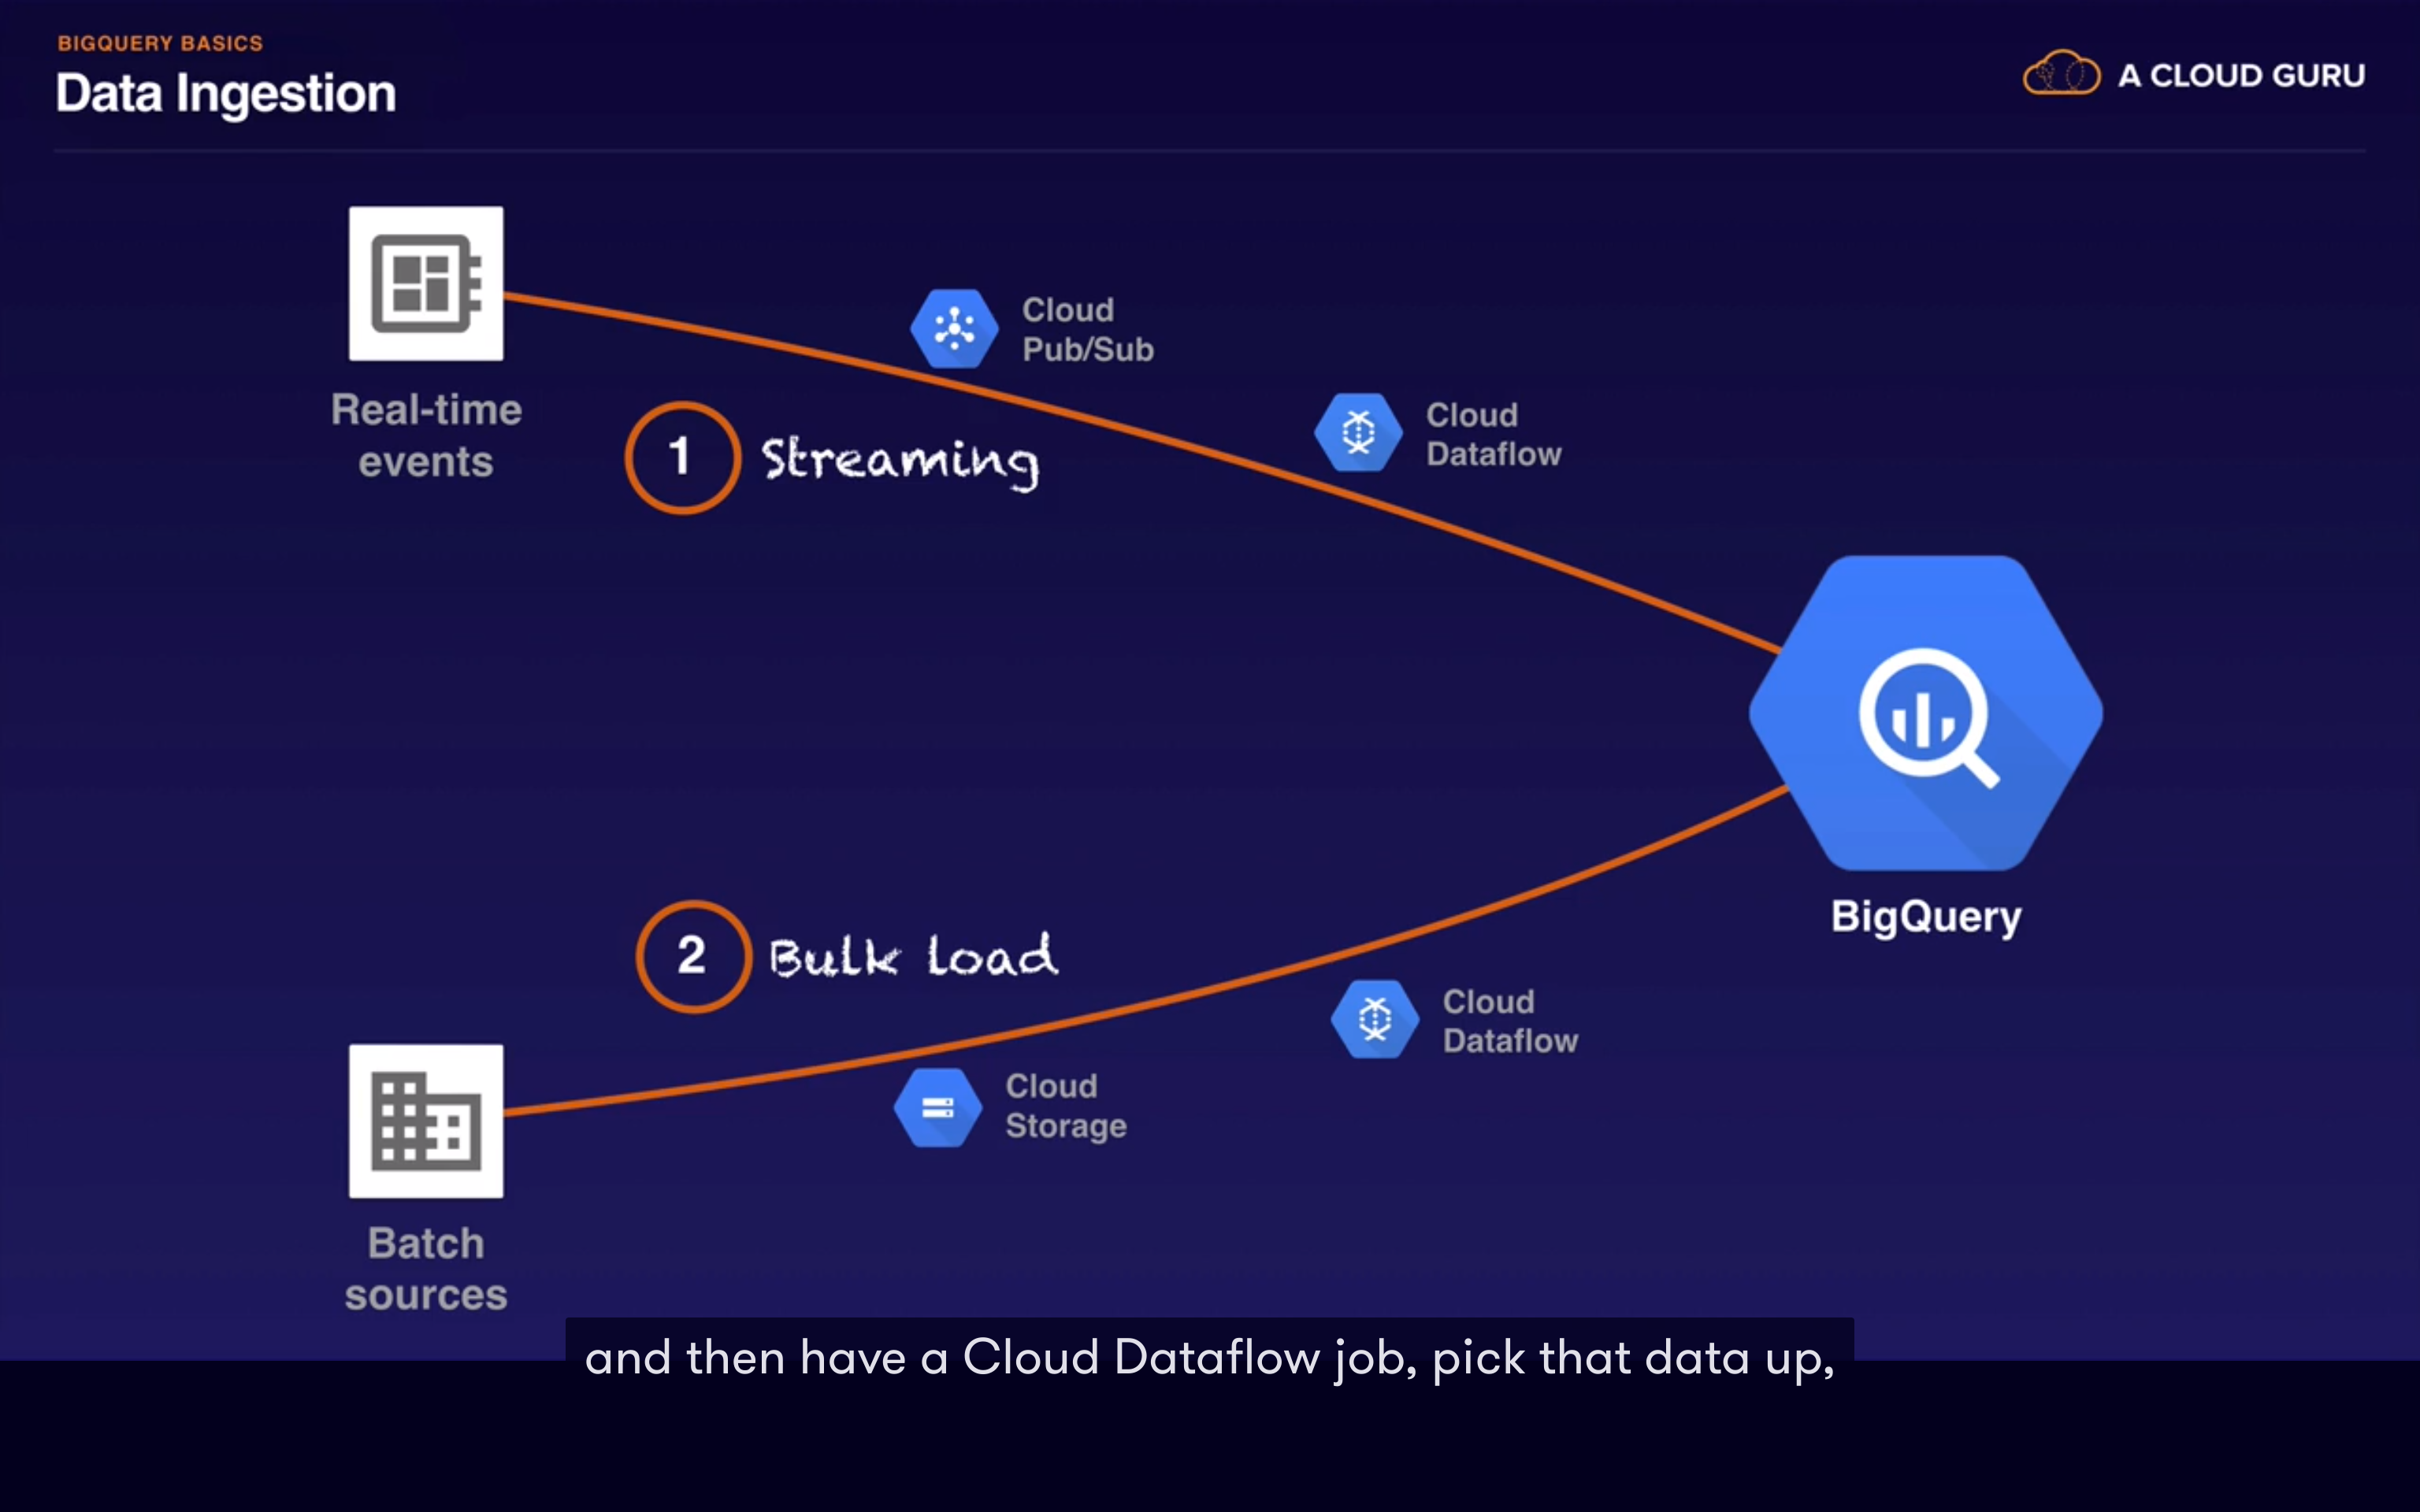 BIGQUERY BASICS
Data Ingestion
A CLOUD GURU
Real-time
events
Cloud
Pub/Sub
Cloud
Dataflow
1 Streaming
BigQuery
2 Bulk load
Cloud
Dataflow
Cloud
Storage
Batch
sources
and then have a Cloud Dataflow job, pick that data up,